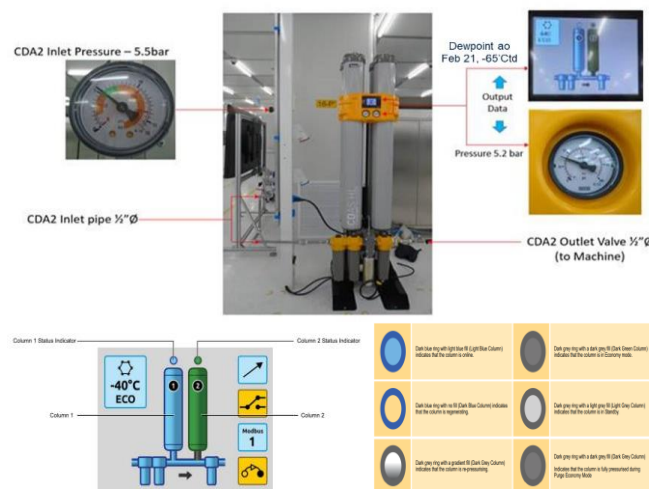 CDA2 Inlet Pressure – 5.5bar
Dewpoint ao
Feb 21, -65°Ctd
Output
Data
Pressure 5.2 bar
CDA2 Inlet pipe ½"Ø
CDA2 Outlet Valve ½"Ø
(to Machine)
Column 1 Status Indicator
Column 2 Status Indicator
-40°C
ECO
1
2
Modbus
1
Column 1
Column 2
Dark blue ring with light blue fill (Light Blue Column)
indicates that the column is online.
Dark grey ring with a dark grey fill (Dark Green Column)
indicates that the column is in Economy mode.
Dark blue ring with no fill (Dark Blue Column) indicates
that the column is regenerating.
Dark grey ring with a light grey fill (Light Grey Column)
indicates that the column is in Standby.
Dark grey ring with a gradient fill (Dark Grey Column)
indicates that the column is re-pressurising.
Dark grey ring with a dark grey fill (Dark Grey Column)
Indicates that the column is fully pressurised during
Purge Economy Mode